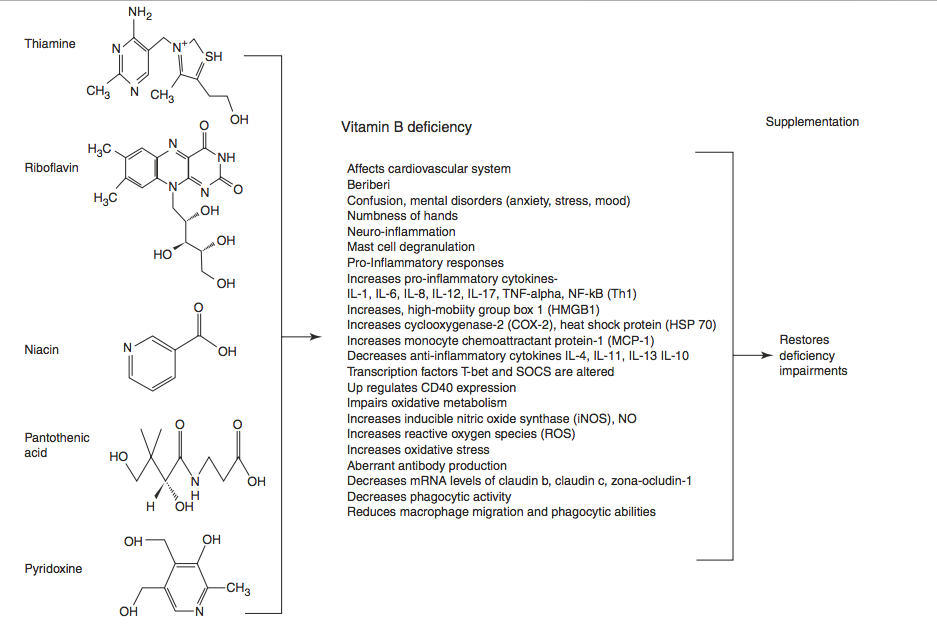 NH2
Thiamine
N
N+
SH
CH3
N
CH3
OH
O
H3C
N
NH
Riboflavin
N
N
O
H3C
OH
OH
HO
OH
O
Niacin
N
OH
Pantothenic
acid
O
O
HO
N
H
OH
H
OH
OH
OH
Pyridoxine
CH3
OH
N
Vitamin B deficiency
Affects cardiovascular system
Beriberi
Confusion, mental disorders (anxiety, stress, mood)
Numbness of hands
Neuro-inflammation
Mast cell degranulation
Pro-Inflammatory responses
Increases pro-inflammatory cytokines-
IL-1, IL-6, IL-8, IL-12, IL-17, TNF-alpha, NF-kB (Th1)
Increases, high-mobiity group box 1 (HMGB1)
Increases cyclooxygenase-2 (COX-2), heat shock protein (HSP 70)
Increases monocyte chemoattractant protein-1 (MCP-1)
Decreases anti-inflammatory cytokines IL-4, IL-11, IL-13 IL-10
Transcription factors T-bet and SOCS are altered
Up regulates CD40 expression
Impairs oxidative metabolism
Increases inducible nitric oxide synthase (iNOS), NO
Increases reactive oxygen species (ROS)
Increases oxidative stress
Aberrant antibody production
Decreases mRNA levels of claudin b, claudin c, zona-ocludin-1
Decreases phagocytic activity
Reduces macrophage migration and phagocytic abilities
Supplementation
Restores
deficiency
impairments